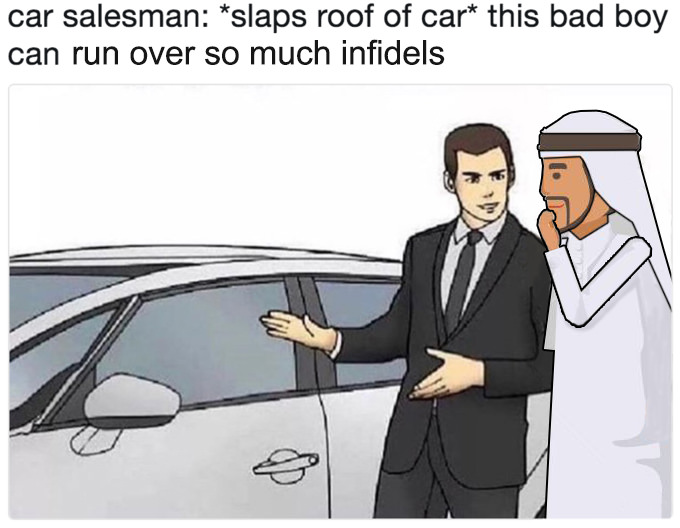 car salesman: *slaps roof of car* this bad boy
can run over so much infidels